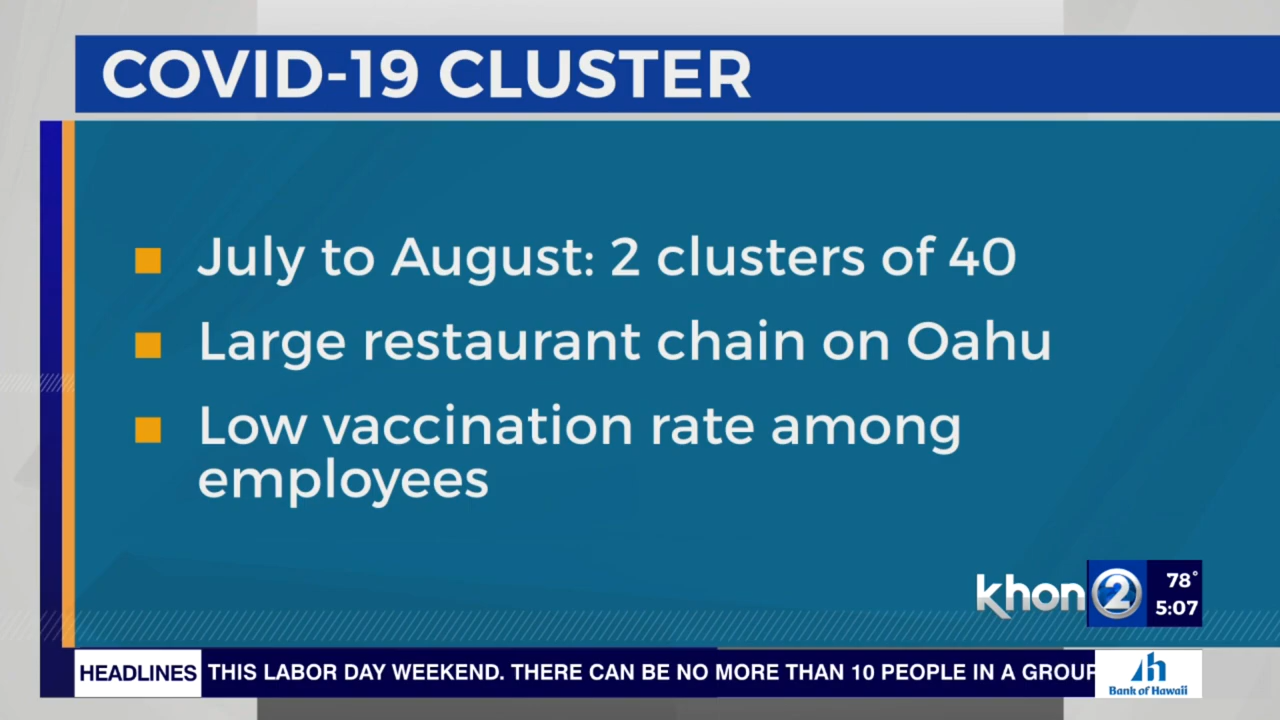 COVID-19 CLUSTER
July to August: 2 clusters of 40
Large restaurant chain on Oahu
Low vaccination rate among
employees
khon 2
78°
5:07
HEADLINES THIS LABOR DAY WEEKEND. THERE CAN BE NO MORE THAN 10 PEOPLE IN A GROUP
Bank of Hawaii